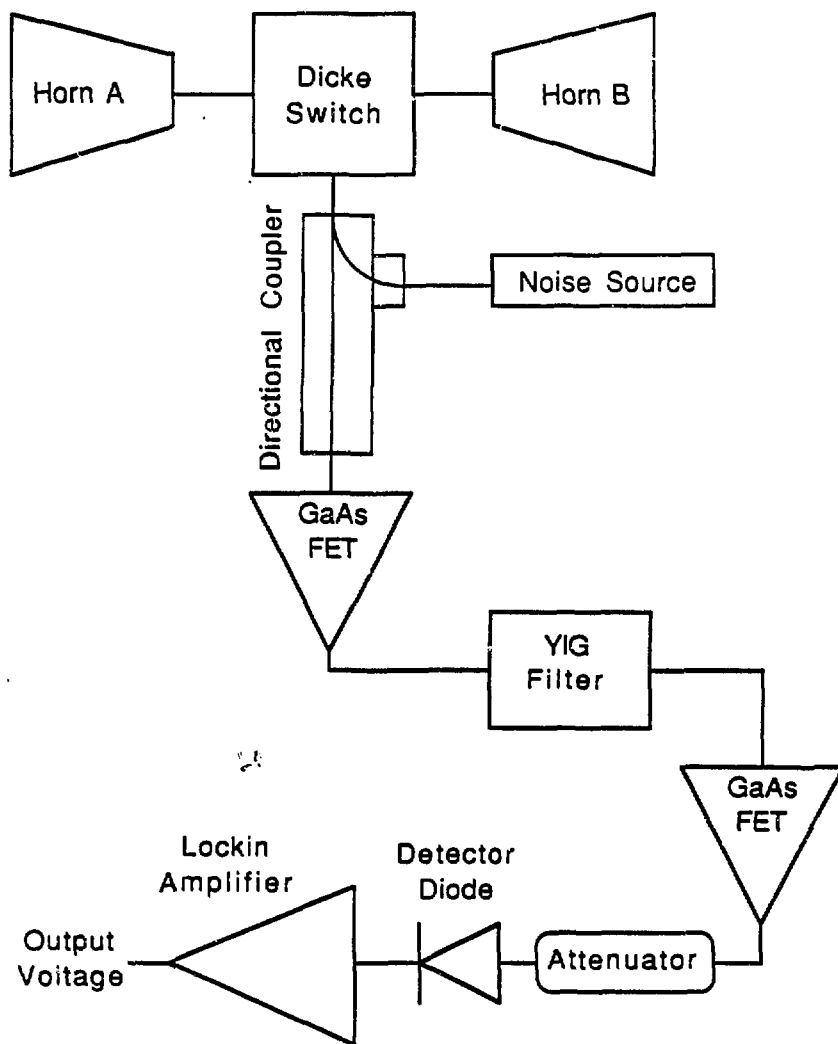 Horn A
Dicke
Switch
Horn B
Directional Coupler
Noise Source
GaAs
FET
YIG
Filter
GaAs
FET
Lockin
Amplifier
Detector
Diode
Output
Voltage
Attenuator